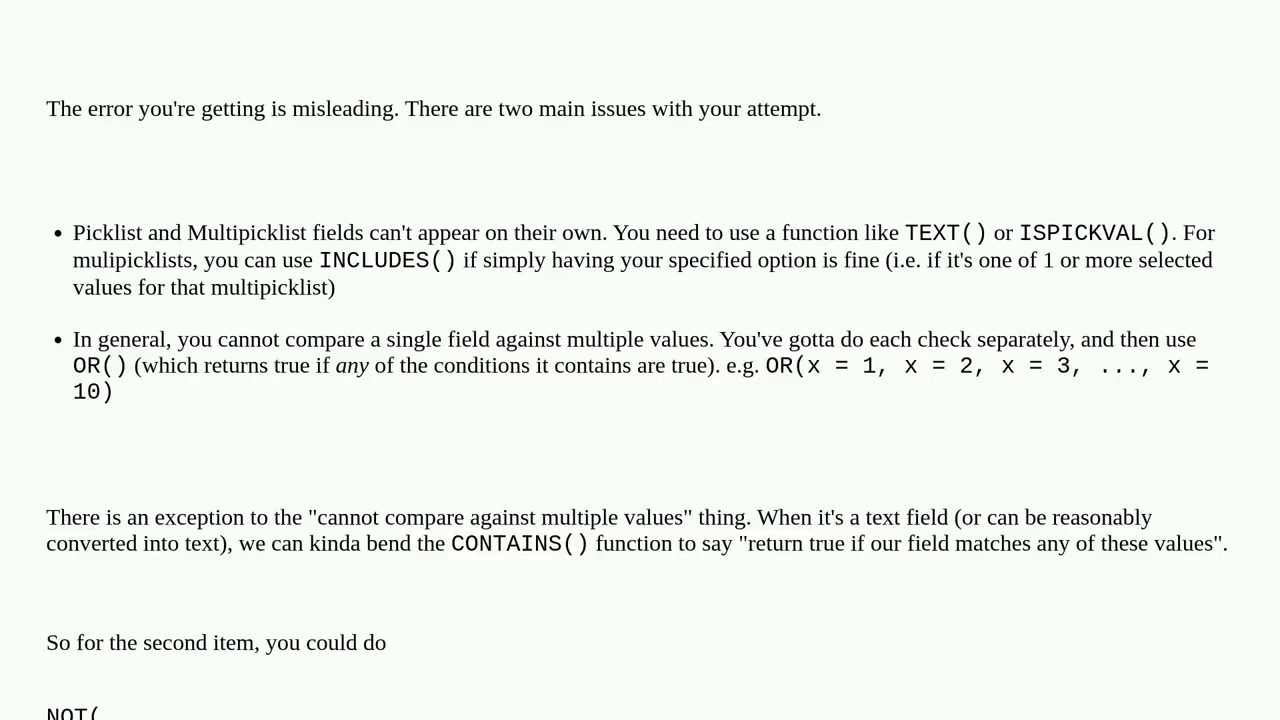 The error you're getting is misleading. There are two main issues with your attempt.
• Picklist and Multipicklist fields can't appear on their own. You need to use a function like TEXT() or ISPICKVAL(). For
mulipicklists, you can use INCLUDES() if simply having your specified option is fine (i.e. if it's one of 1 or more selected
values for that multipicklist)
• In general, you cannot compare a single field against multiple values. You've gotta do each check separately, and then use
OR() (which returns true if any of the conditions it contains are true). e.g. OR(x = 1, x = 2, x = 3, ..., x =
10)
There is an exception to the "cannot compare against multiple values" thing. When it's a text field (or can be reasonably
converted into text), we can kinda bend the CONTAINS() function to say "return true if our field matches any of these values".
So for the second item, you could do
NOT(